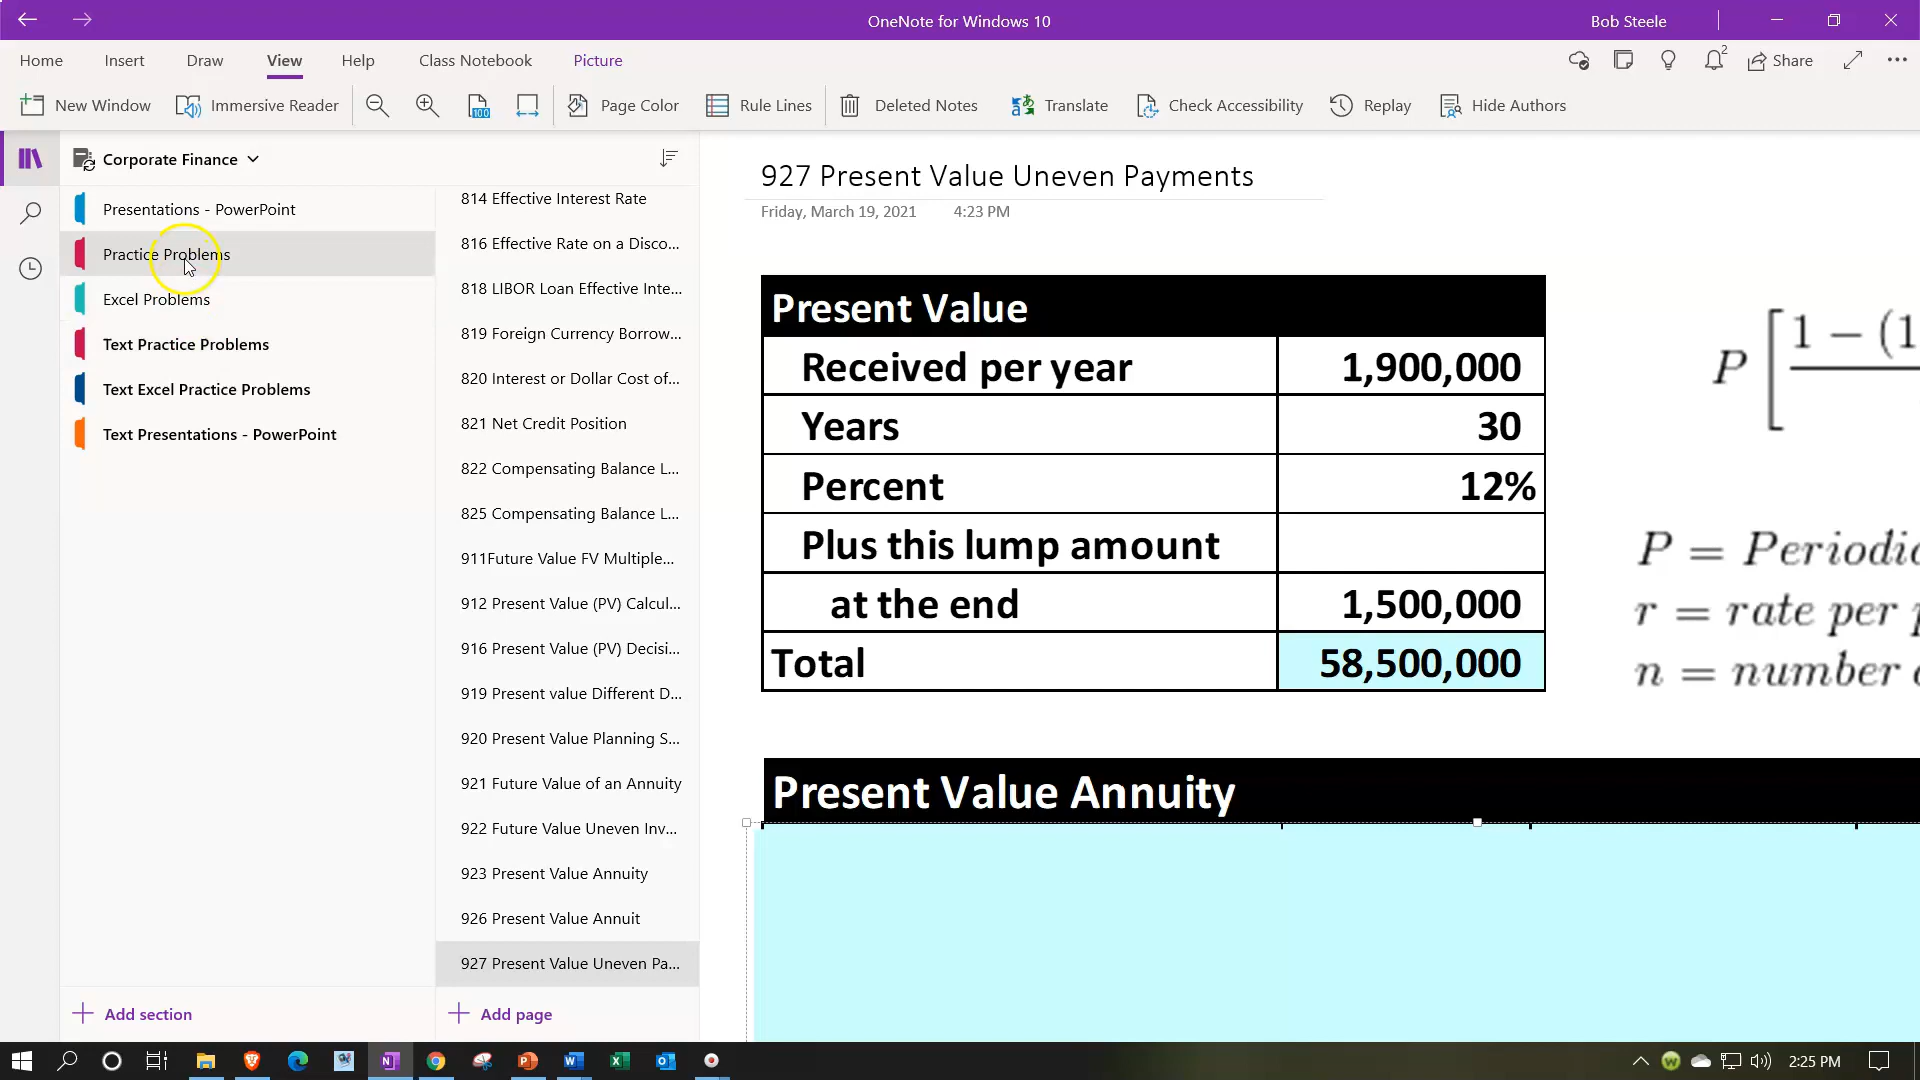 OneNote for Windows 10
Bob Steele
Home Insert Draw View Help Class Notebook Picture
2
Share
New Window Immersive Reader 100 Page Color Rule Lines Deleted Notes Translate Check Accessibility Replay Hide Authors
Corporate Finance
Presentations - PowerPoint
Practice Problems
Excel Problems
Text Practice Problems
Text Excel Practice Problems
Text Presentations - PowerPoint
Add section
814 Effective Interest Rate
816 Effective Rate on a Disco...
818 LIBOR Loan Effective Inte...
819 Foreign Currency Borrow...
820 Interest or Dollar Cost of...
821 Net Credit Position
822 Compensating Balance L...
825 Compensating Balance L...
911Future Value FV Multiple...
912 Present Value (PV) Calcul...
916 Present Value (PV) Decisi...
919 Present value Different D...
920 Present Value Planning S...
921 Future Value of an Annuity
922 Future Value Uneven Inv...
923 Present Value Annuity
926 Present Value Annuit
927 Present Value Uneven Pa...
Add page
927 Present Value Uneven Payments
Friday, March 19, 2021 4:23 PM
Present Value
Received per year 1,900,000
Years 30
Percent 12%
Plus this lump amount
at the end 1,500,000
Total 58,500,000
P [ 1 − (1
P = Periodic
r = rate per p
n = number o
Present Value Annuity
2:25 PM